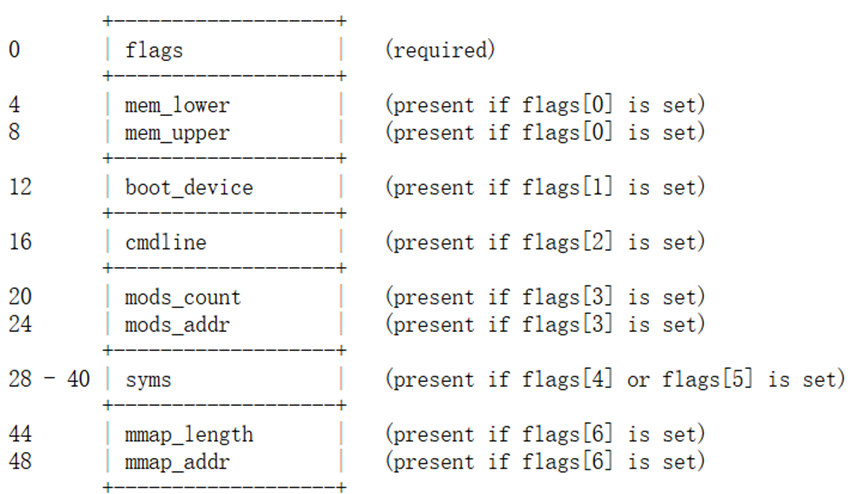 +-------------------+
0       | flags             |   (required)
        +-------------------+
4       | mem_lower         |   (present if flags[0] is set)
8       | mem_upper         |   (present if flags[0] is set)
        +-------------------+
12      | boot_device       |   (present if flags[1] is set)
        +-------------------+
16      | cmdline           |   (present if flags[2] is set)
        +-------------------+
20      | mods_count        |   (present if flags[3] is set)
24      | mods_addr         |   (present if flags[3] is set)
        +-------------------+
28 - 40 | syms              |   (present if flags[4] or flags[5] is set)
        +-------------------+
44      | mmap_length       |   (present if flags[6] is set)
48      | mmap_addr         |   (present if flags[6] is set)
        +-------------------+